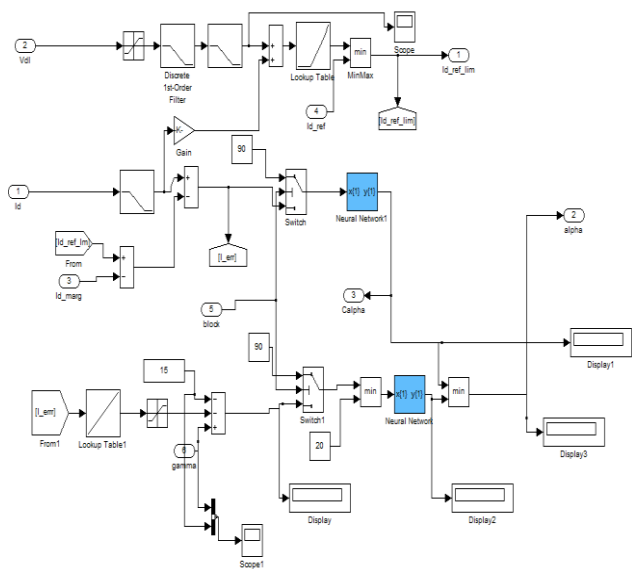 2
Vdl
Discrete
1st-Order
Filter
Scope
+
+
Lookup Table
min
MinMax
1
Id_ref_lim
4
Id_ref
[Id_ref_lim]
-K-
Gain
90
+
−
1
Id
Switch
x[1] y[1]
Neural Network1
2
alpha
[Id_ref_lm]
From
+
−
3
Id_marg
[I_err]
5
block
3
Calpha
90
Display1
15
min
x[1] y[1]
min
Switch1
Neural Network
[I_err]
From1
Lookup Table1
−
−
+
20
6
gamma
Display3
Display
Display2
Scope1